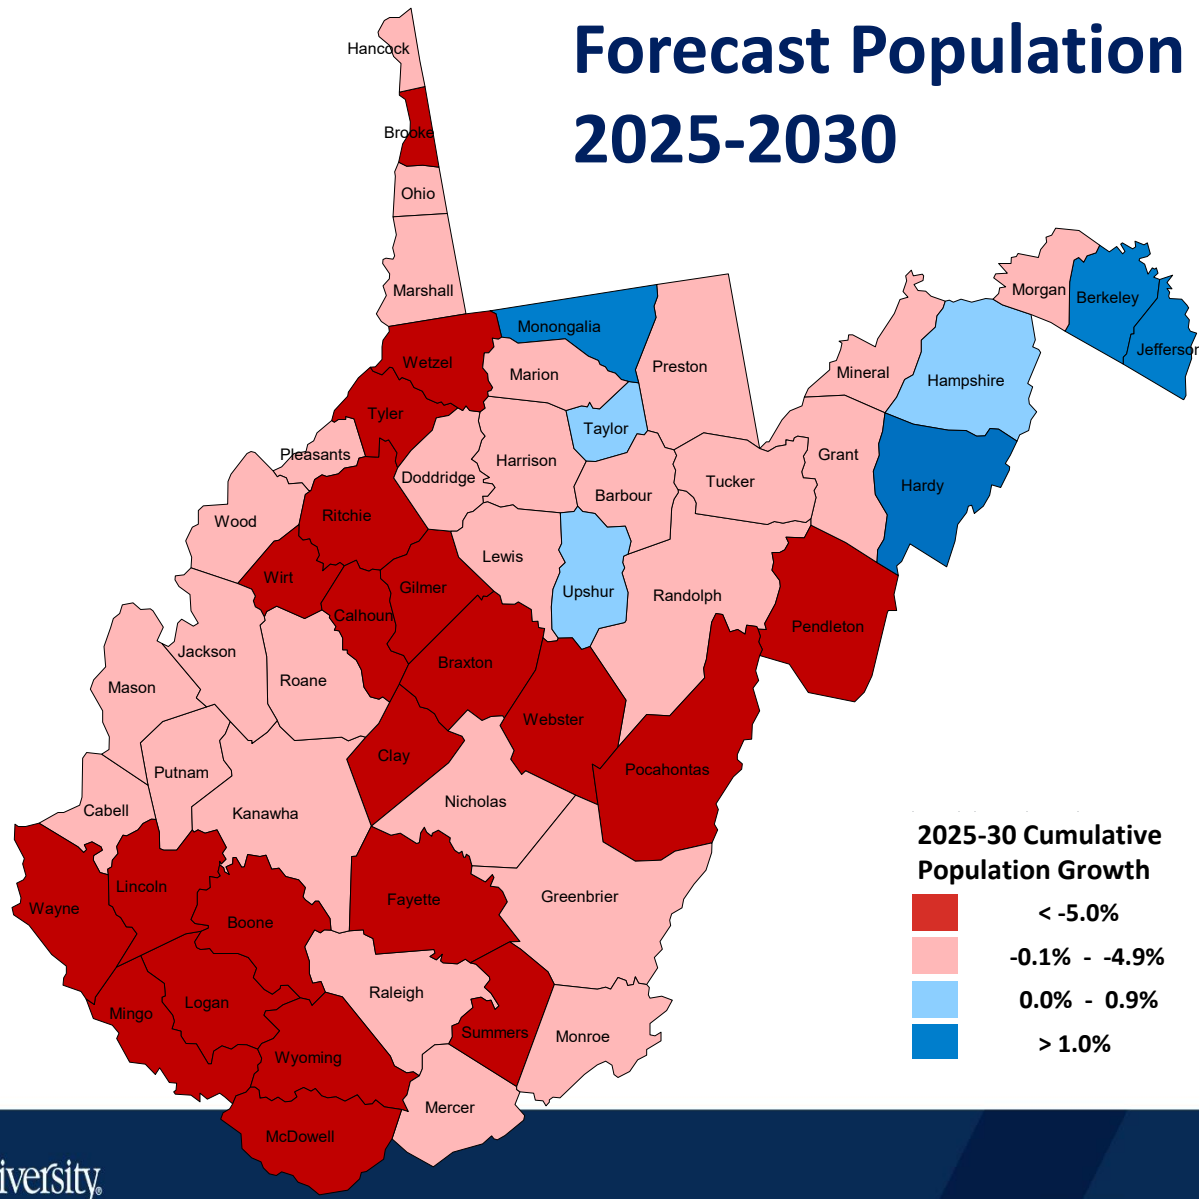 Forecast Population
2025-2030
Hancock
Brooke
Ohio
Marshall
Wetzel
Monongalia
Marion
Preston
Tyler
Taylor
Pleasants
Doddridge
Harrison
Barbour
Tucker
Grant
Mineral
Hampshire
Morgan
Berkeley
Jefferson
Hardy
Wood
Ritchie
Wirt
Calhoun
Gilmer
Lewis
Upshur
Randolph
Pendleton
Jackson
Roane
Mason
Braxton
Webster
Pocahontas
Putnam
Clay
Cabell
Kanawha
Nicholas
Greenbrier
Wayne
Lincoln
Boone
Fayette
Mingo
Logan
Raleigh
Summers
Monroe
Wyoming
Mercer
McDowell
2025-30 Cumulative
Population Growth
< -5.0%
-0.1% - -4.9%
0.0% - 0.9%
> 1.0%
iversity®